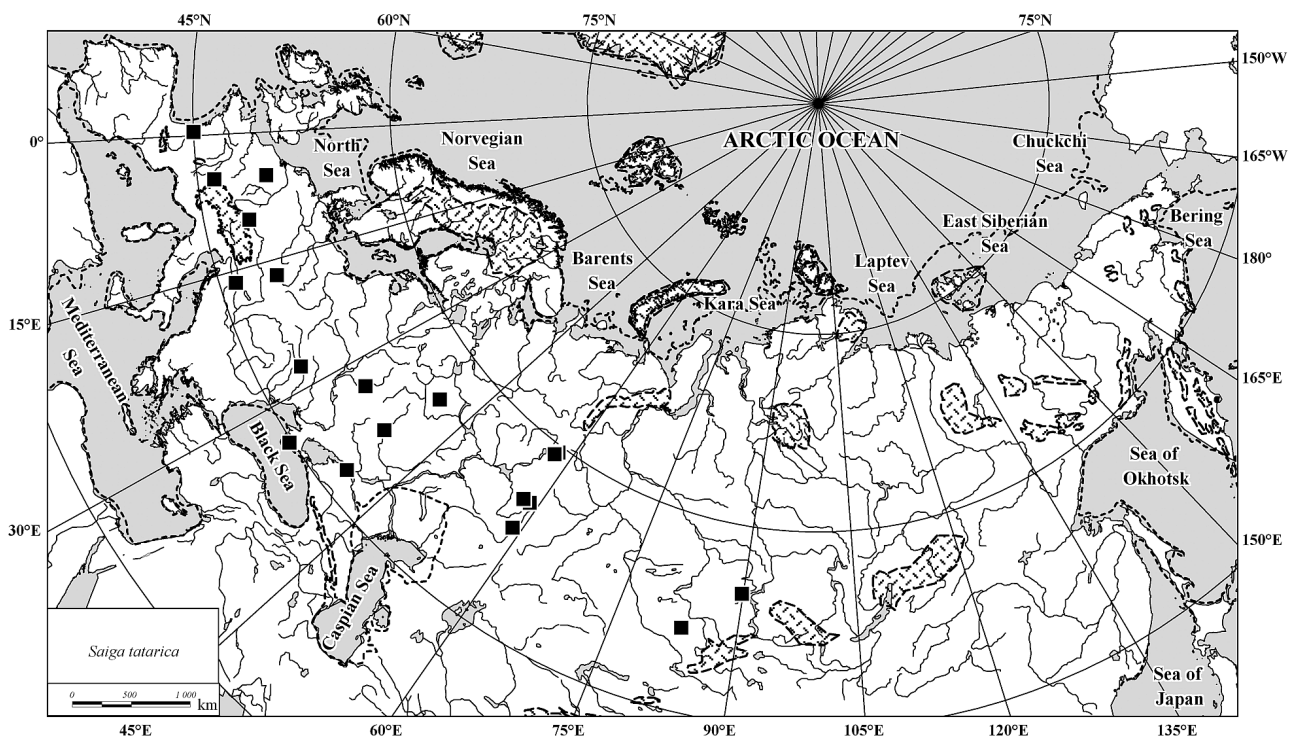 45°N
60°N
75°N
75°N
150°W
0°
North
Sea
Norvegian
Sea
ARCTIC OCEAN
Chuckchi
Sea
165°W
East Siberian
Sea
Bering
Sea
Barents
Sea
Laptev
Sea
180°
Kara Sea
15°E
Mediterranean
Sea
165°E
Black Sea
Sea of
Okhotsk
30°E
150°E
Caspian Sea
Saiga tatarica
0 500 1 000
km
Sea of
Japan
45°E
60°E
75°E
90°E
105°E
120°E
135°E